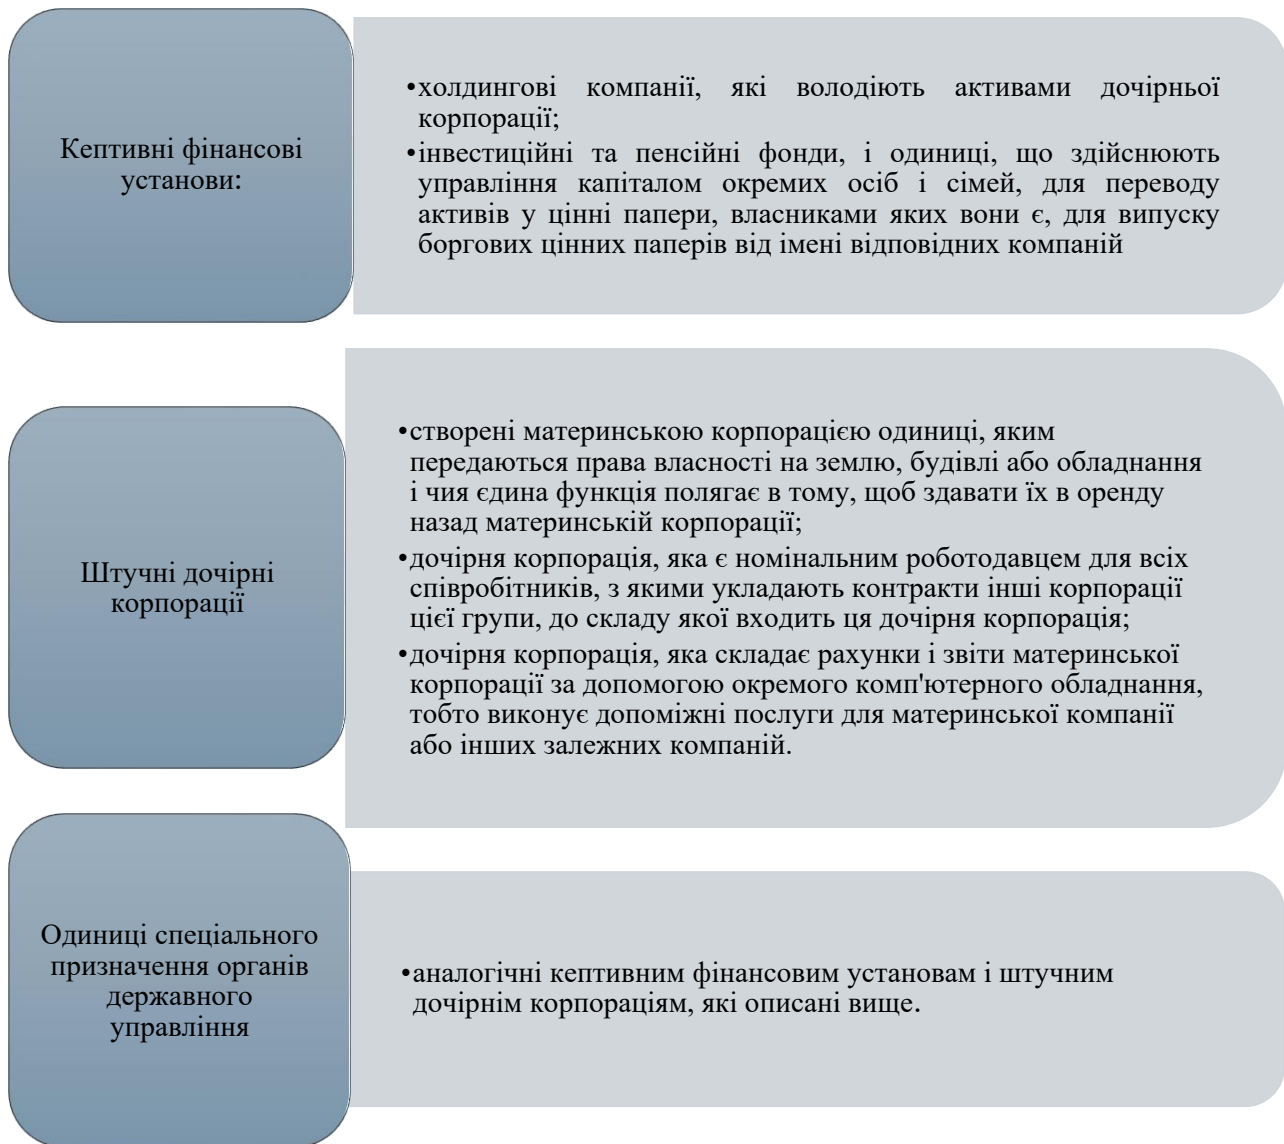 Кептивні фінансові
установи:
•холдингові компанії, які володіють активами дочірньої
корпорації;
•інвестиційні та пенсійні фонди, і одиниці, що здійснюють
управління капіталом окремих осіб і сімей, для переводу
активів у цінні папери, власниками яких вони є, для випуску
боргових цінних паперів від імені відповідних компаній
Штучні дочірні
корпорації
•створені материнською корпорацією одиниці, яким
передаються права власності на землю, будівлі або обладнання
і чия єдина функція полягає в тому, щоб здавати їх в оренду
назад материнській корпорації;
•дочірня корпорація, яка є номінальним роботодавцем для всіх
співробітників, з якими укладають контракти інші корпорації
цієї групи, до складу якої входить ця дочірня корпорація;
•дочірня корпорація, яка складає рахунки і звіти материнської
корпорації за допомогою окремого комп'ютерного обладнання,
тобто виконує допоміжні послуги для материнської компанії
або інших залежних компаній.
Одиниці спеціального
призначення органів
державного
управління
•аналогічні кептивним фінансовим установам і штучним
дочірнім корпораціям, які описані вище.